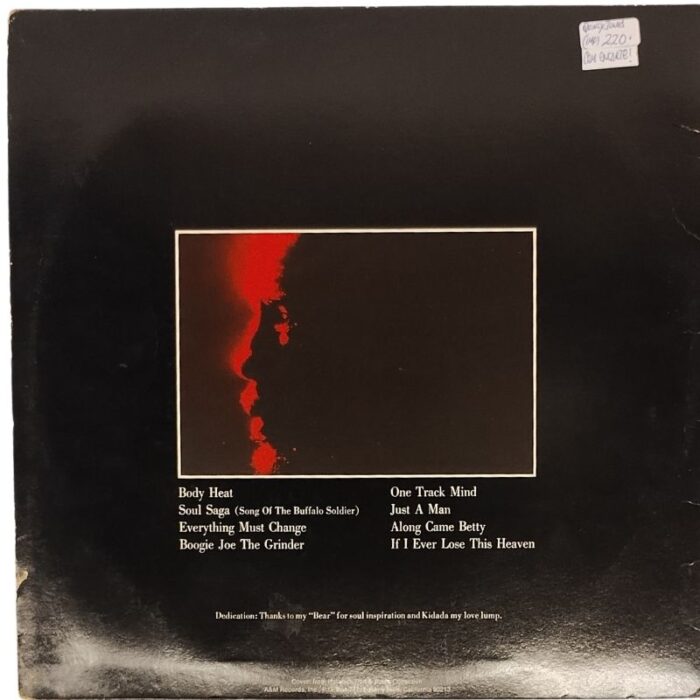 220,
Body Heat
Soul Saga (Song Of The Buffalo Soldier)
Everything Must Change
Boogie Joe The Grinder
One Track Mind
Just A Man
Along Came Betty
If I Ever Lose This Heaven
Dedication: Thanks to my "Bear" for soul inspiration and Kidada my love lump.
A&M Records, Inc.
California 90213